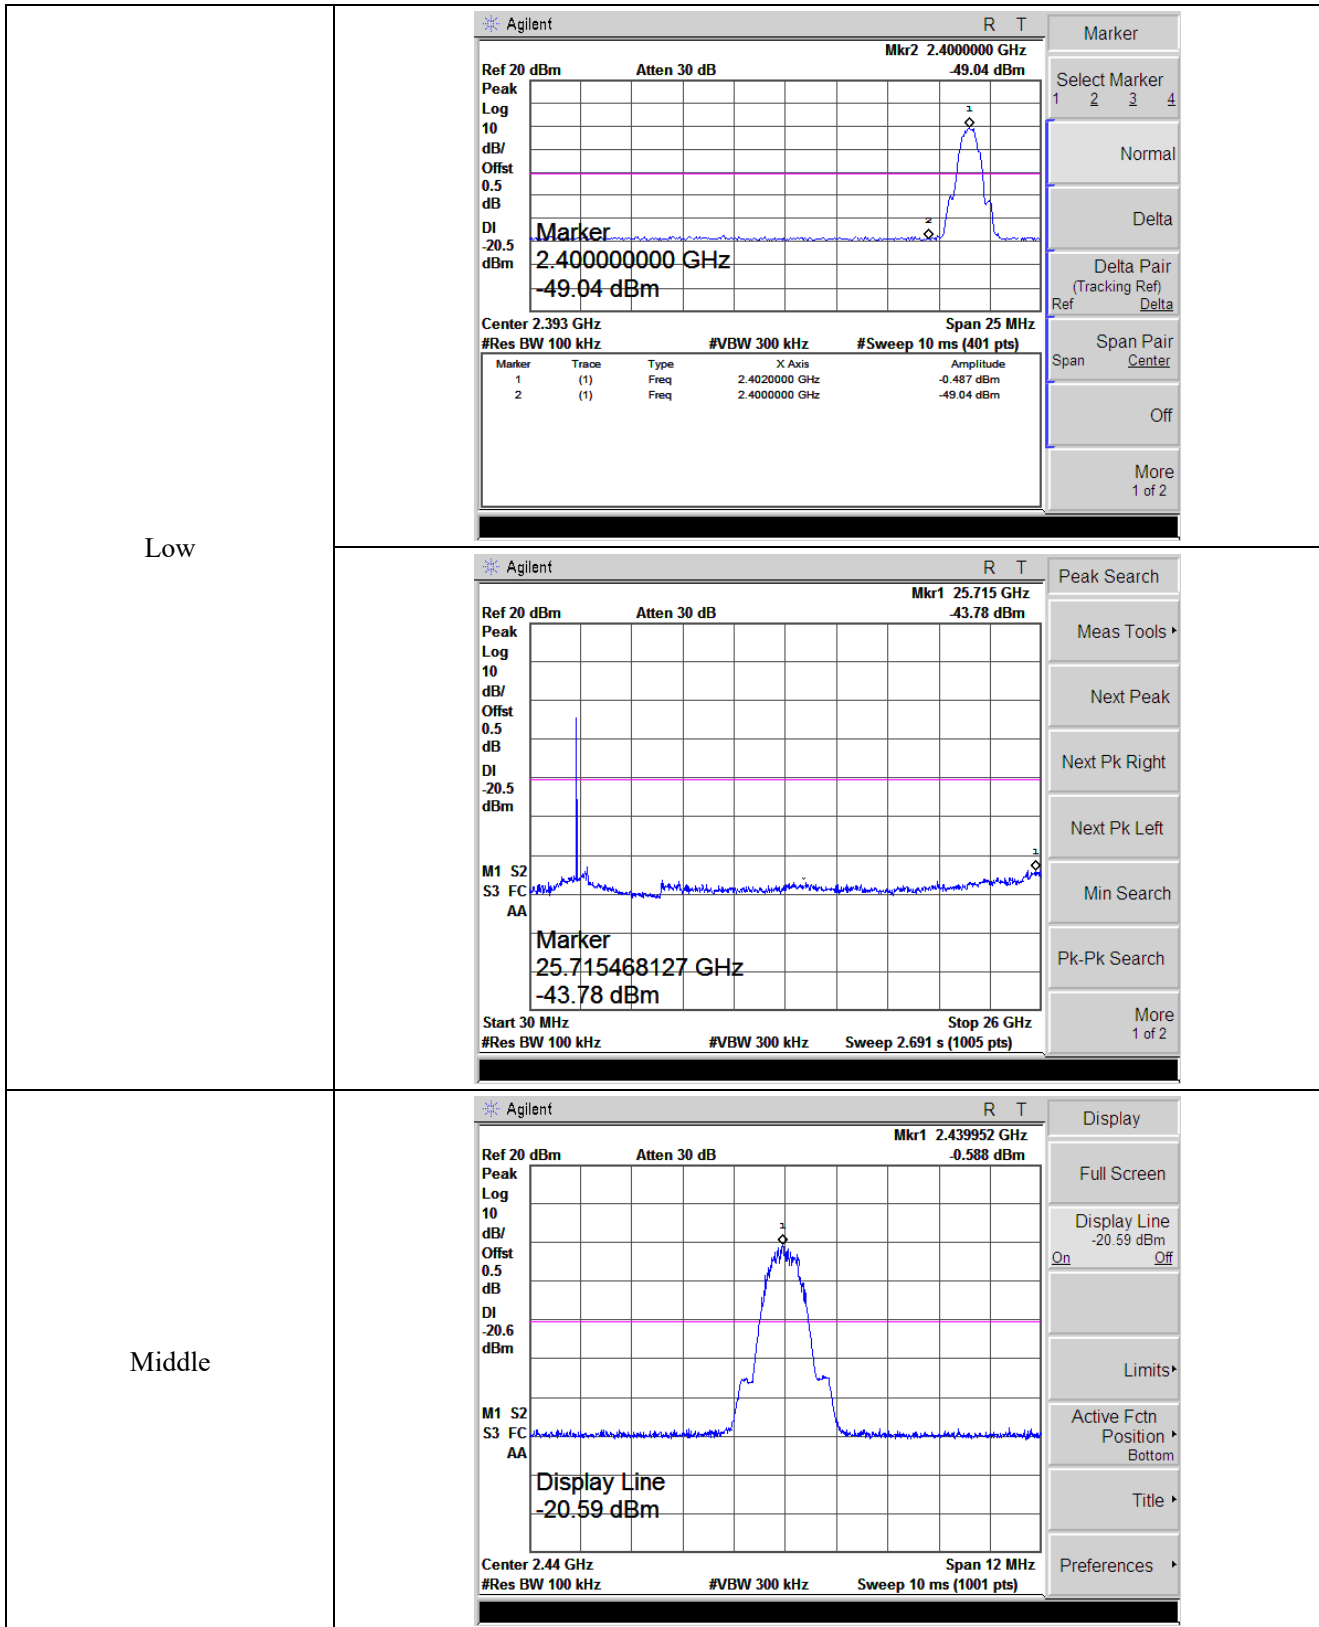 Low
Agilent R T
Mkr2 2.4000000 GHz
Ref 20 dBm Atten 30 dB -49.04 dBm
Peak
Log
10
dB/
Offst
0.5
dB
DI
-20.5
dBm
1
2
Marker
2.400000000 GHz
-49.04 dBm
Center 2.393 GHz Span 25 MHz
#Res BW 100 kHz #VBW 300 kHz #Sweep 10 ms (401 pts)
Marker Trace Type X Axis Amplitude
1 (1) Freq 2.4020000 GHz -0.487 dBm
2 (1) Freq 2.4000000 GHz -49.04 dBm
Marker
Select Marker
1 2 3 4
Normal
Delta
Delta Pair
(Tracking Ref)
Ref Delta
Span Pair
Span Center
Off
More
1 of 2
Agilent R T
Mkr1 25.715 GHz
Ref 20 dBm Atten 30 dB -43.78 dBm
Peak
Log
10
dB/
Offst
0.5
dB
DI
-20.5
dBm
M1 S2
S3 FC
AA
1
Marker
25.715468127 GHz
-43.78 dBm
Start 30 MHz Stop 26 GHz
#Res BW 100 kHz #VBW 300 kHz Sweep 2.691 s (1005 pts)
Peak Search
Meas Tools
Next Peak
Next Pk Right
Next Pk Left
Min Search
Pk-Pk Search
More
1 of 2
Middle
Agilent R T
Mkr1 2.439952 GHz
Ref 20 dBm Atten 30 dB -0.588 dBm
Peak
Log
10
dB/
Offst
0.5
dB
DI
-20.6
dBm
M1 S2
S3 FC
AA
1
Display Line
-20.59 dBm
Center 2.44 GHz Span 12 MHz
#Res BW 100 kHz #VBW 300 kHz Sweep 10 ms (1001 pts)
Display
Full Screen
Display Line
-20.59 dBm
On Off
Limits
Active Fctn
Position
Bottom
Title
Preferences